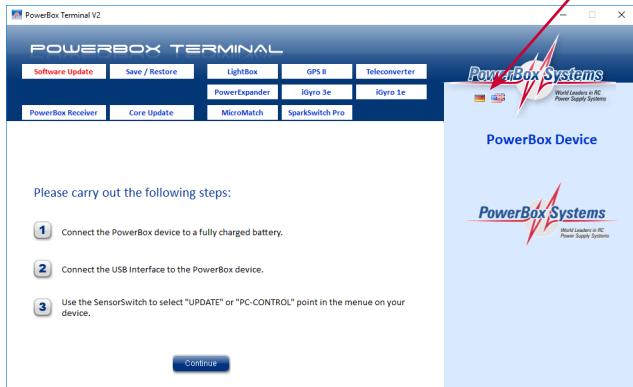 PowerBox Terminal V2
POWERBOX TERMINAL
Software Update Save / Restore LightBox GPS II Teleconverter
PowerExpander iGyro 3e iGyro 1e
PowerBox Receiver Core Update MicroMatch SparkSwitch Pro
PowerBox Systems
World Leaders in RC
Power Supply Systems
PowerBox Device
Please carry out the following steps:
1 Connect the PowerBox device to a fully charged battery.
2 Connect the USB Interface to the PowerBox device.
3 Use the SensorSwitch to select "UPDATE" or "PC-CONTROL" point in the menue on your
device.
Continue
PowerBox Systems
World Leaders in RC
Power Supply Systems